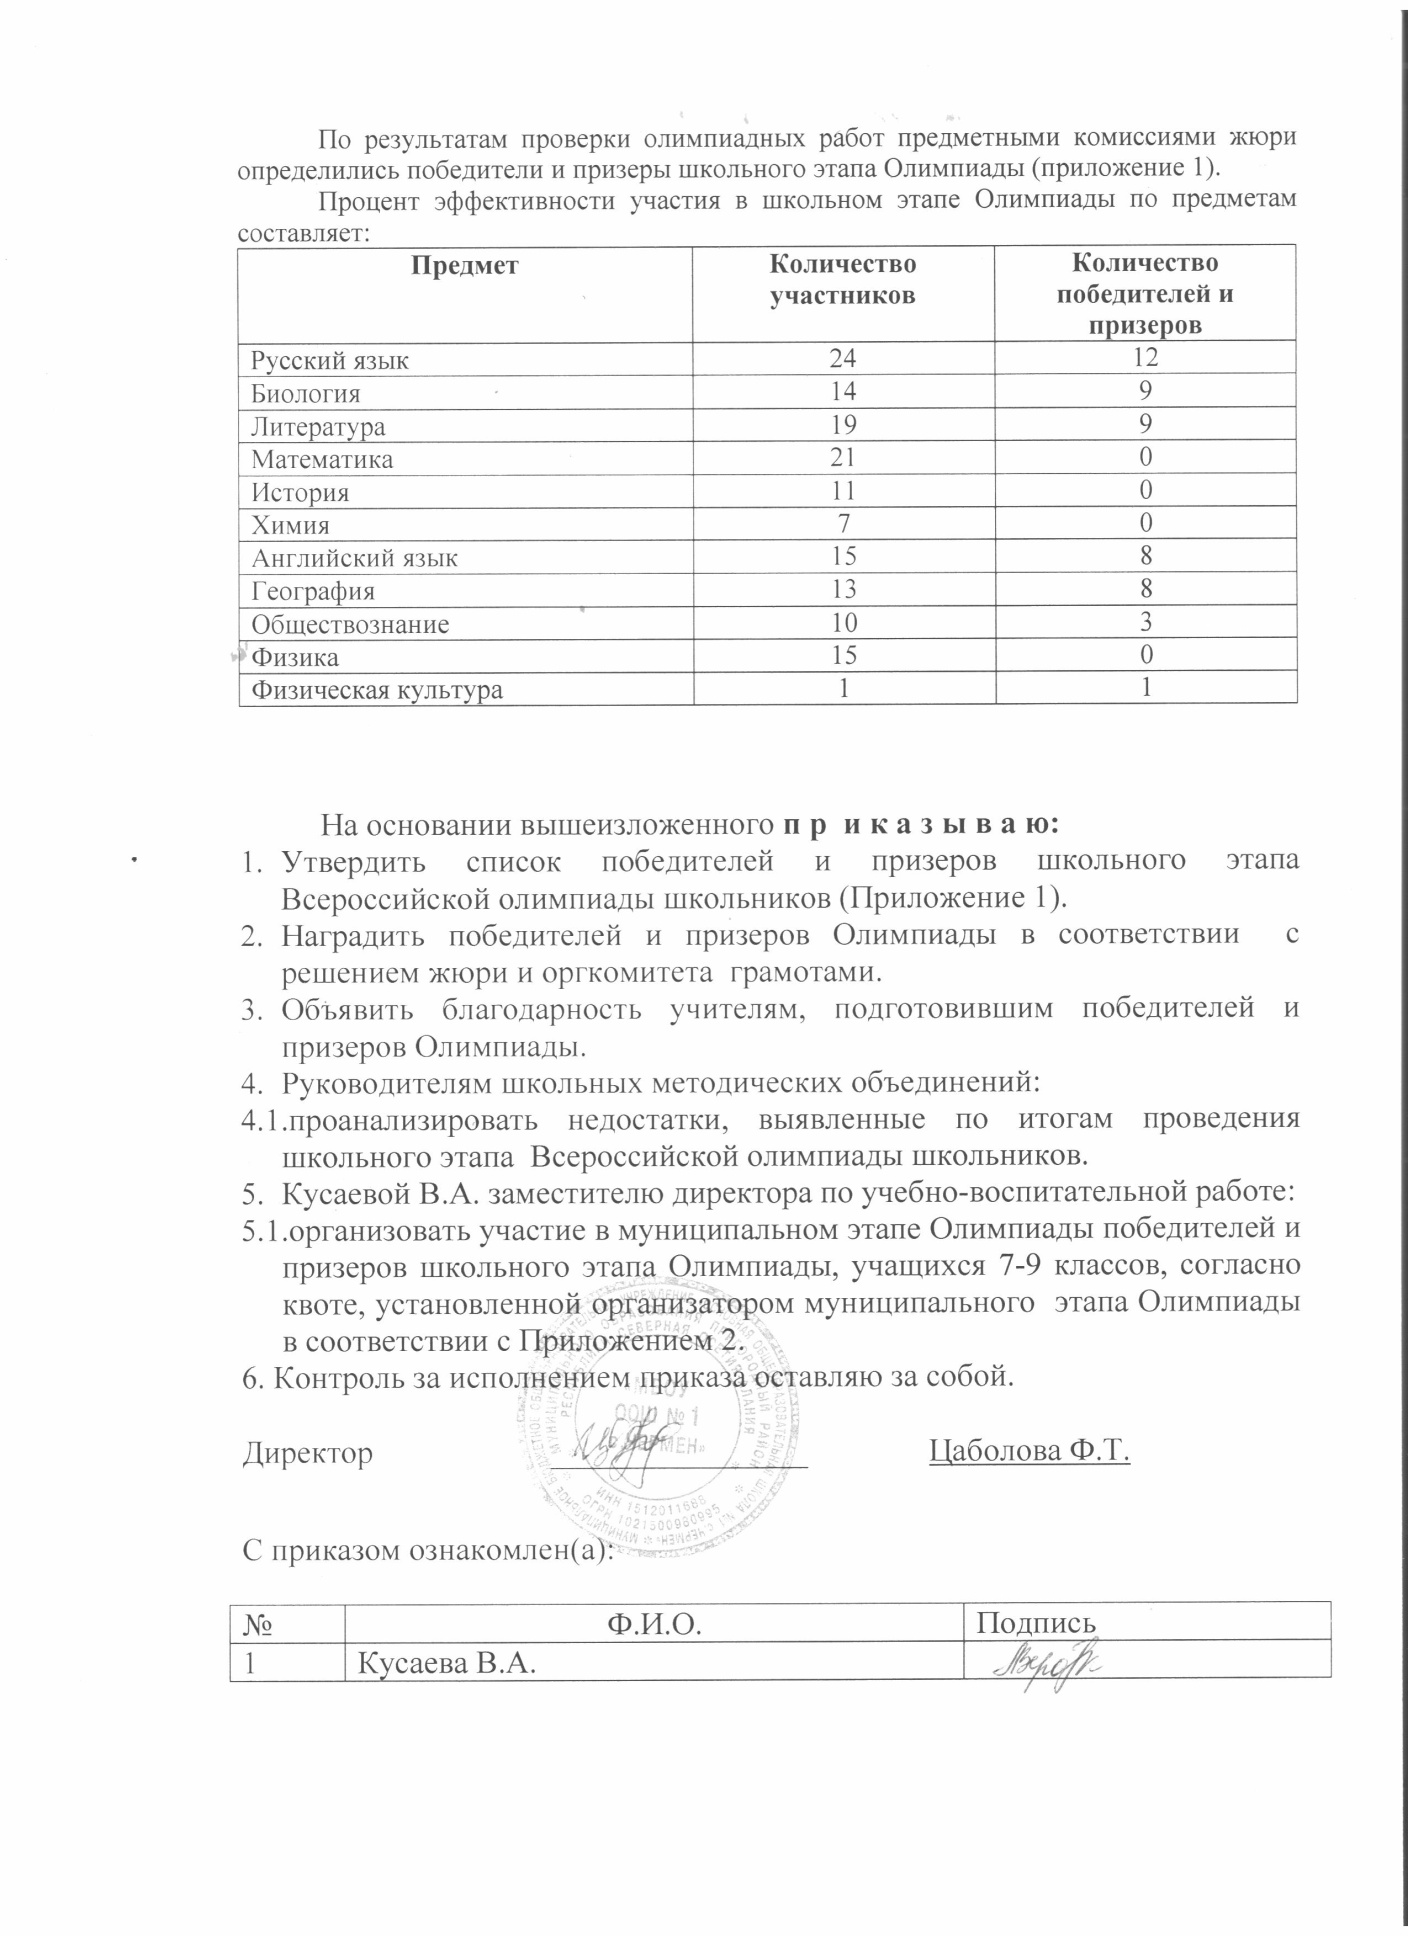 По результатам проверки олимпиадных работ предметными комиссиями жюри
определились победители и призеры школьного этапа Олимпиады (приложение 1).
Процент эффективности участия в школьном этапе Олимпиады по предметам
составляет:
Предмет Количество участников Количество победителей и призеров
Русский язык 24 12
Биология 14 9
Литература 19 9
Математика 21 0
История 11 0
Химия 7 0
Английский язык 15 8
География 13 8
Обществознание 10 3
Физика 15 0
Физическая культура 1 1
На основании вышеизложенного п р и к а з ы в а ю:
1. Утвердить список победителей и призеров школьного этапа
Всероссийской олимпиады школьников (Приложение 1).
2. Наградить победителей и призеров Олимпиады в соответствии с
решением жюри и оргкомитета грамотами.
3. Объявить благодарность учителям, подготовившим победителей и
призеров Олимпиады.
4. Руководителям школьных методических объединений:
4.1.проанализировать недостатки, выявленные по итогам проведения
школьного этапа Всероссийской олимпиады школьников.
5. Кусаевой В.А. заместителю директора по учебно-воспитательной работе:
5.1.организовать участие в муниципальном этапе Олимпиады победителей и
призеров школьного этапа Олимпиады, учащихся 7-9 классов, согласно
квоте, установленной организатором муниципального этапа Олимпиады
в соответствии с Приложением 2.
6. Контроль за исполнением приказа оставляю за собой.
МБОУ
ООШ № 1
Директор Цаболова Ф.Т.
ИНН 1512011686
С приказом ознакомлен(а):
№ Ф.И.О. Подпись
1 Кусаева В.А.